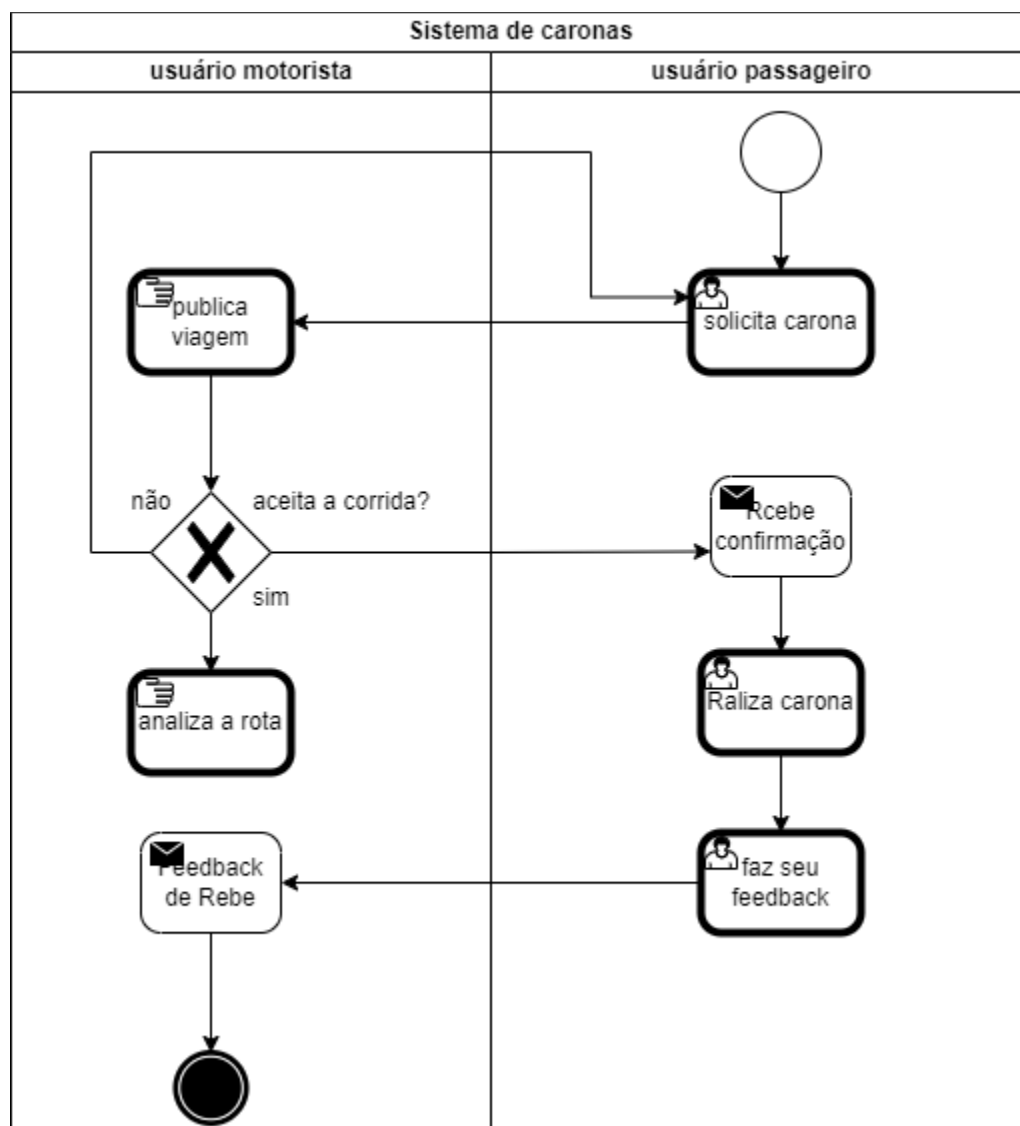 Sistema de caronas
usuário motorista
usuário passageiro
publica
viagem
solicita carona
não
aceita a corrida?
sim
Rcebe
confirmação
analiza a rota
Raliza carona
Feedback
de Rebe
faz seu
feedback